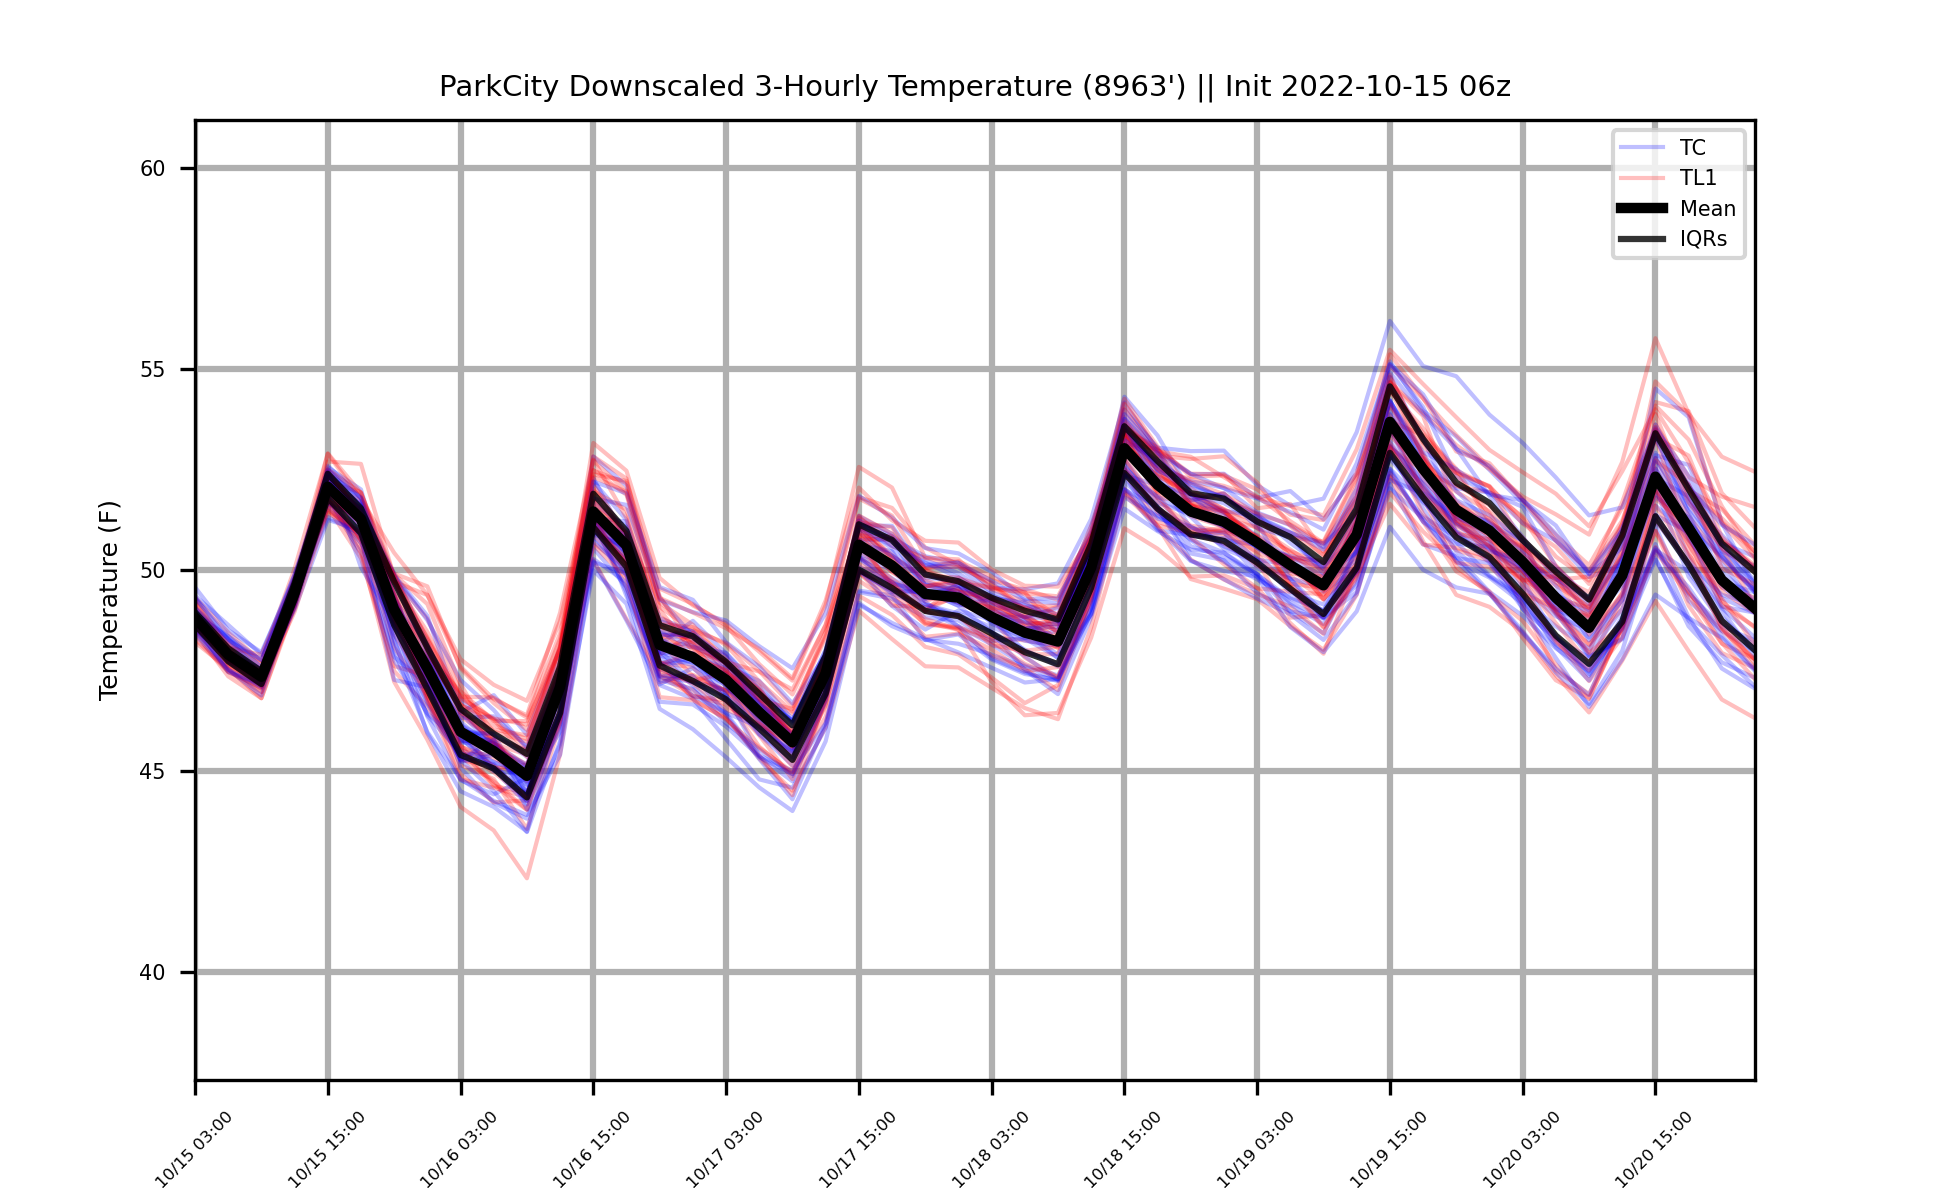 ParkCity Downscaled 3-Hourly Temperature (8963') || Init 2022-10-15 06z
TC
TL1
Mean
IQRs
Temperature (F)
60
55
50
45
40
10/15 03:00
10/15 15:00
10/16 03:00
10/16 15:00
10/17 03:00
10/17 15:00
10/18 03:00
10/18 15:00
10/19 03:00
10/19 15:00
10/20 03:00
10/20 15:00